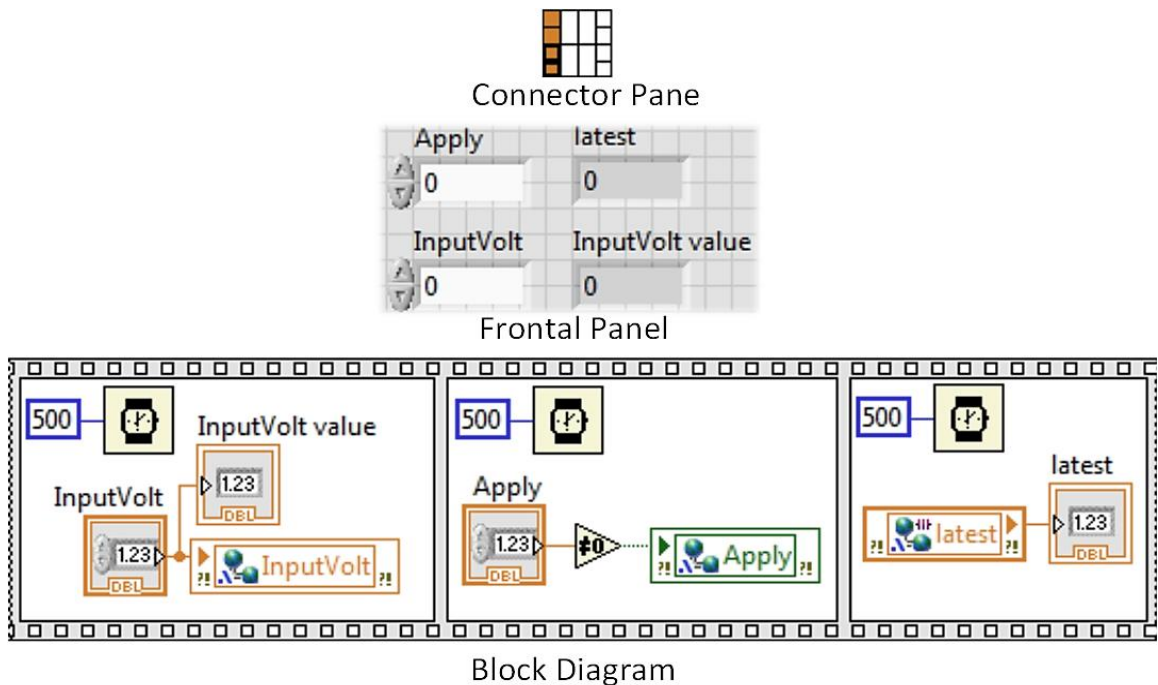 Connector Pane
Apply latest
0 0
InputVolt InputVolt value
0 0
Frontal Panel
500 InputVolt value 1.23 DBL
InputVolt 1.23 DBL ?! InputVolt ?!
500 Apply 1.23 DBL ≠0 ?! Apply ?!
500 latest 1.23 DBL ?! latest ?!
Block Diagram